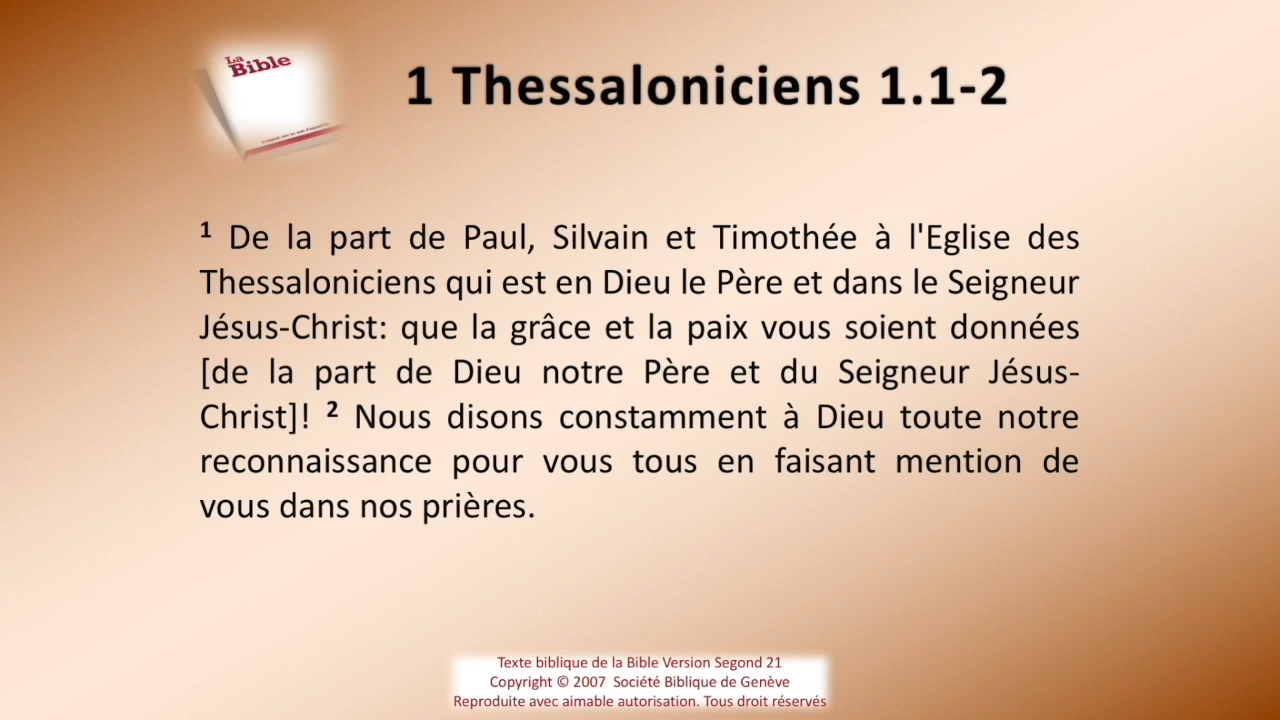 La
Bible
1 Thessaloniciens 1.1-2
1 De la part de Paul, Silvain et Timothée à l'Eglise des
Thessaloniciens qui est en Dieu le Père et dans le Seigneur
Jésus-Christ: que la grâce et la paix vous soient données
[de la part de Dieu notre Père et du Seigneur Jésus-
Christ]! 2 Nous disons constamment à Dieu toute notre
reconnaissance pour vous tous en faisant mention de
vous dans nos prières.
Texte biblique de la Bible Version Segond 21
Copyright © 2007 Société Biblique de Genève
Reproduite avec aimable autorisation. Tous droit réservés